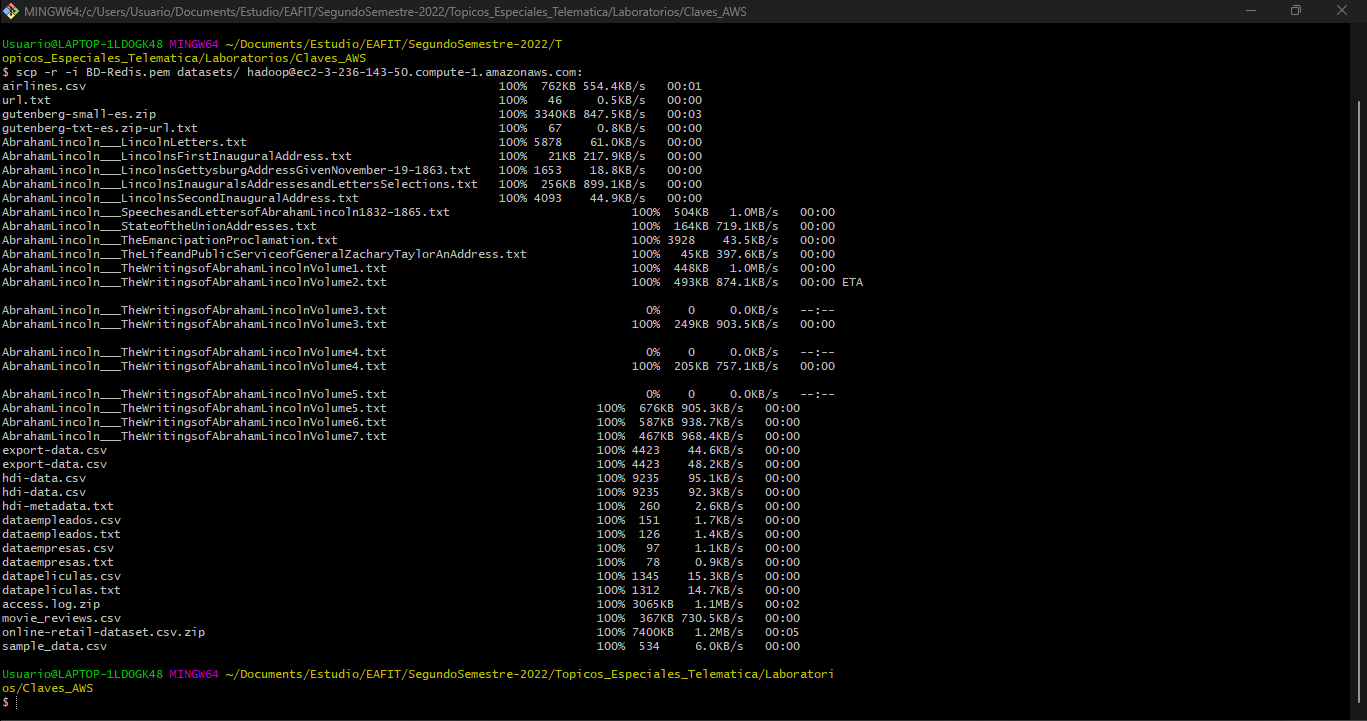 MINGW64:/c/Users/Usuario/Documents/Estudio/EAFIT/SegundoSemestre-2022/Topicos_Especiales_Telematica/Laboratorios/Claves_AWS
Usuario@LAPTOP-1LDOGK48 MINGW64 ~/Documents/Estudio/EAFIT/SegundoSemestre-2022/T
opicos_Especiales_Telematica/Laboratorios/Claves_AWS
$ scp -r -i BD-Redis.pem datasets/ hadoop@ec2-3-236-143-50.compute-1.amazonaws.com:
airlines.csv 100% 762KB 554.4KB/s 00:01
url.txt 100% 46 0.5KB/s 00:00
gutenberg-small-es.zip 100% 3340KB 847.5KB/s 00:03
gutenberg-txt-es.zip-url.txt 100% 67 0.8KB/s 00:00
AbrahamLincoln___LincolnLetters.txt 100% 5878 61.0KB/s 00:00
AbrahamLincoln___LincolnsFirstInauguralAddress.txt 100% 21KB 217.9KB/s 00:00
AbrahamLincoln___LincolnsGettysburgAddressGivenNovember-19-1863.txt 100% 1653 18.8KB/s 00:00
AbrahamLincoln___LincolnsInauguralsAddressesandLettersSelections.txt 100% 256KB 899.1KB/s 00:00
AbrahamLincoln___LincolnsSecondInauguralAddress.txt 100% 4093 44.9KB/s 00:00
AbrahamLincoln___SpeechesandLettersofAbrahamLincoln1832-1865.txt 100% 504KB 1.0MB/s 00:00
AbrahamLincoln___StateoftheUnionAddresses.txt 100% 164KB 719.1KB/s 00:00
AbrahamLincoln___TheEmancipationProclamation.txt 100% 3928 43.5KB/s 00:00
AbrahamLincoln___TheLifeandPublicServiceofGeneralZacharyTaylorAnAddress.txt 100% 45KB 397.6KB/s 00:00
AbrahamLincoln___TheWritingsofAbrahamLincolnVolume1.txt 100% 448KB 1.0MB/s 00:00
AbrahamLincoln___TheWritingsofAbrahamLincolnVolume2.txt 100% 493KB 874.1KB/s 00:00 ETA
AbrahamLincoln___TheWritingsofAbrahamLincolnVolume3.txt 0% 0 0.0KB/s --:--
AbrahamLincoln___TheWritingsofAbrahamLincolnVolume3.txt 100% 249KB 903.5KB/s 00:00
AbrahamLincoln___TheWritingsofAbrahamLincolnVolume4.txt 0% 0 0.0KB/s --:--
AbrahamLincoln___TheWritingsofAbrahamLincolnVolume4.txt 100% 205KB 757.1KB/s 00:00
AbrahamLincoln___TheWritingsofAbrahamLincolnVolume5.txt 0% 0 0.0KB/s --:--
AbrahamLincoln___TheWritingsofAbrahamLincolnVolume5.txt 100% 676KB 905.3KB/s 00:00
AbrahamLincoln___TheWritingsofAbrahamLincolnVolume6.txt 100% 587KB 938.7KB/s 00:00
AbrahamLincoln___TheWritingsofAbrahamLincolnVolume7.txt 100% 467KB 968.4KB/s 00:00
export-data.csv 100% 4423 44.6KB/s 00:00
export-data.csv 100% 4423 48.2KB/s 00:00
hdi-data.csv 100% 9235 95.1KB/s 00:00
hdi-data.csv 100% 9235 92.3KB/s 00:00
hdi-metadata.txt 100% 260 2.6KB/s 00:00
dataempleados.csv 100% 151 1.7KB/s 00:00
dataempleados.txt 100% 126 1.4KB/s 00:00
dataempresas.csv 100% 97 1.1KB/s 00:00
dataempresas.txt 100% 78 0.9KB/s 00:00
datapeliculas.csv 100% 1345 15.3KB/s 00:00
datapeliculas.txt 100% 1312 14.7KB/s 00:00
access.log.zip 100% 3065KB 1.1MB/s 00:02
movie_reviews.csv 100% 367KB 730.5KB/s 00:00
online-retail-dataset.csv.zip 100% 7400KB 1.2MB/s 00:05
sample_data.csv 100% 534 6.0KB/s 00:00
Usuario@LAPTOP-1LDOGK48 MINGW64 ~/Documents/Estudio/EAFIT/SegundoSemestre-2022/Topicos_Especiales_Telematica/Laboratori
os/Claves_AWS
$